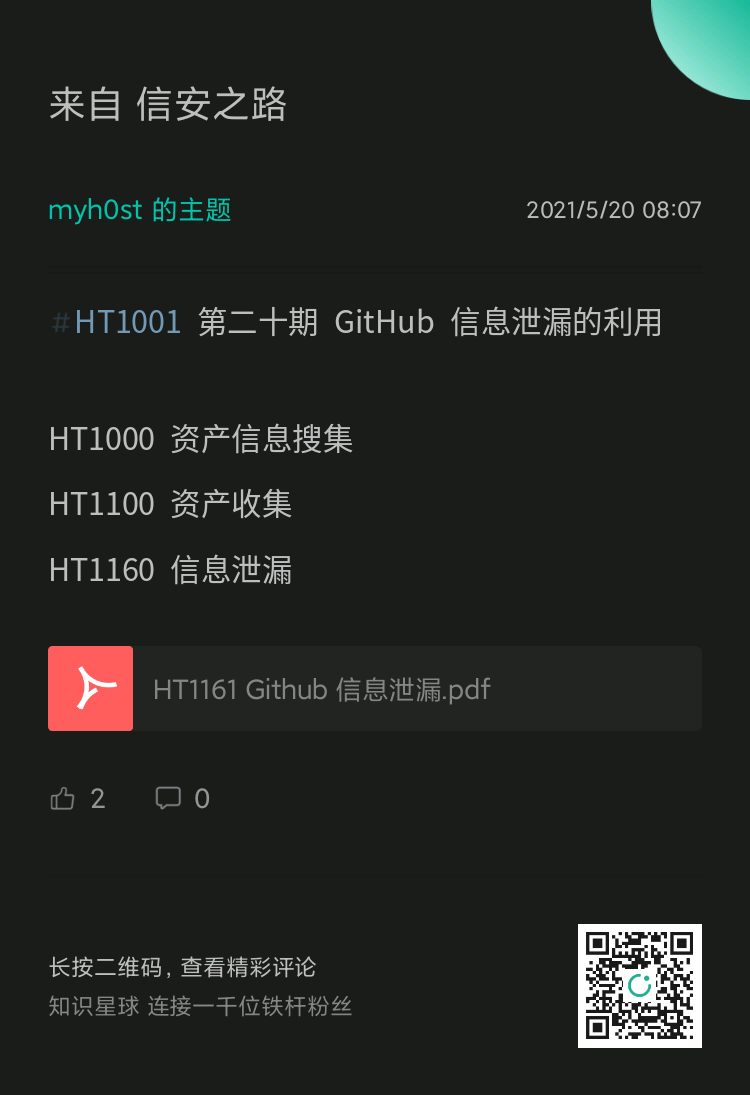 来自 信安之路
myh0st 的主题
2021/5/20 08:07
#HT1001 第二十期 GitHub 信息泄漏的利用
HT1000 资产信息搜集
HT1100 资产收集
HT1160 信息泄漏
HT1161 Github 信息泄漏.pdf
2 0
长按二维码, 查看精彩评论
知识星球 连接一千位铁杆粉丝